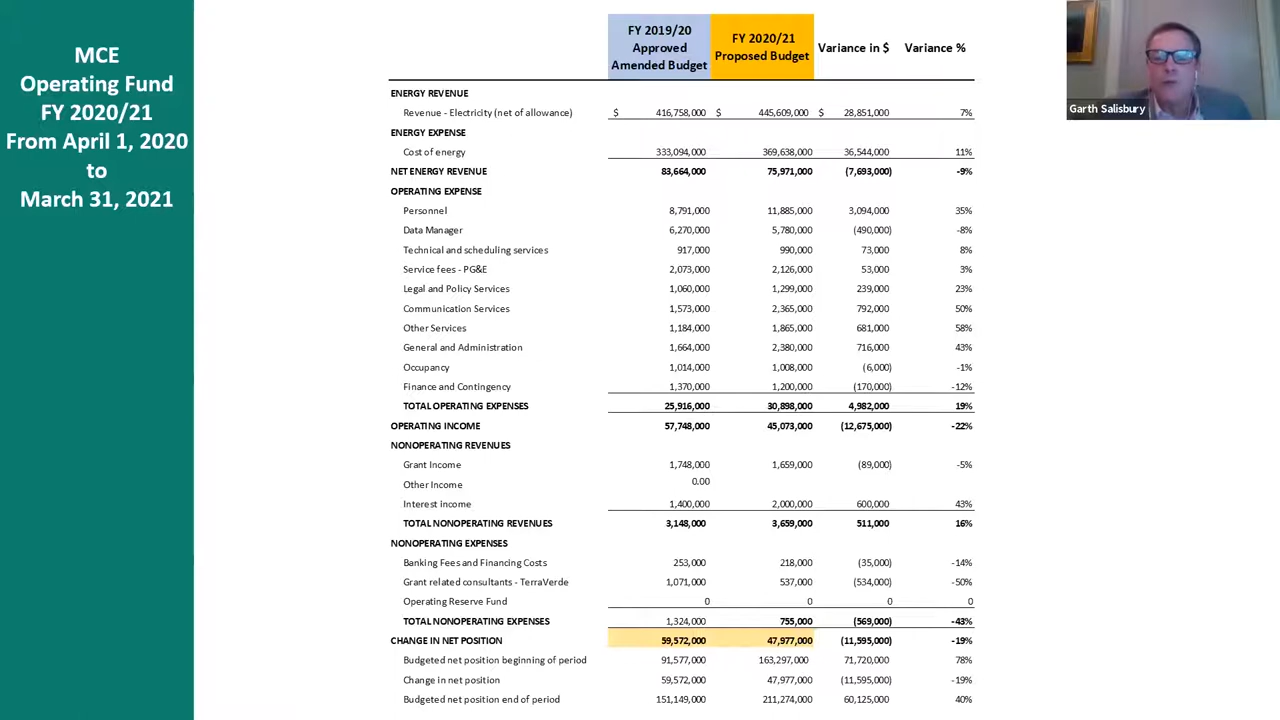 MCE
Operating Fund
FY 2020/21
From April 1, 2020
to
March 31, 2021
FY 2019/20 Approved Amended Budget FY 2020/21 Proposed Budget Variance in $ Variance %
ENERGY REVENUE
Revenue - Electricity (net of allowance) $ 416,758,000 $ 445,609,000 $ 28,851,000 7%
ENERGY EXPENSE
Cost of energy 333,094,000 369,638,000 36,544,000 11%
NET ENERGY REVENUE 83,664,000 75,971,000 (7,693,000) -9%
OPERATING EXPENSE
Personnel 8,791,000 11,885,000 3,094,000 35%
Data Manager 6,270,000 5,780,000 (490,000) -8%
Technical and scheduling services 917,000 990,000 73,000 8%
Service fees - PG&E 2,073,000 2,126,000 53,000 3%
Legal and Policy Services 1,060,000 1,299,000 239,000 23%
Communication Services 1,573,000 2,365,000 792,000 50%
Other Services 1,184,000 1,865,000 681,000 58%
General and Administration 1,664,000 2,380,000 716,000 43%
Occupancy 1,014,000 1,008,000 (6,000) -1%
Finance and Contingency 1,370,000 1,200,000 (170,000) -12%
TOTAL OPERATING EXPENSES 25,916,000 30,898,000 4,982,000 19%
OPERATING INCOME 57,748,000 45,073,000 (12,675,000) -22%
NONOPERATING REVENUES
Grant Income 1,748,000 1,659,000 (89,000) -5%
Other Income 0.00
Interest income 1,400,000 2,000,000 600,000 43%
TOTAL NONOPERATING REVENUES 3,148,000 3,659,000 511,000 16%
NONOPERATING EXPENSES
Banking Fees and Financing Costs 253,000 218,000 (35,000) -14%
Grant related consultants - TerraVerde 1,071,000 537,000 (534,000) -50%
Operating Reserve Fund 0 0 0 0
TOTAL NONOPERATING EXPENSES 1,324,000 755,000 (569,000) -43%
CHANGE IN NET POSITION 59,572,000 47,977,000 (11,595,000) -19%
Budgeted net position beginning of period 91,577,000 163,297,000 71,720,000 78%
Change in net position 59,572,000 47,977,000 (11,595,000) -19%
Budgeted net position end of period 151,149,000 211,274,000 60,125,000 40%
Garth Salisbury